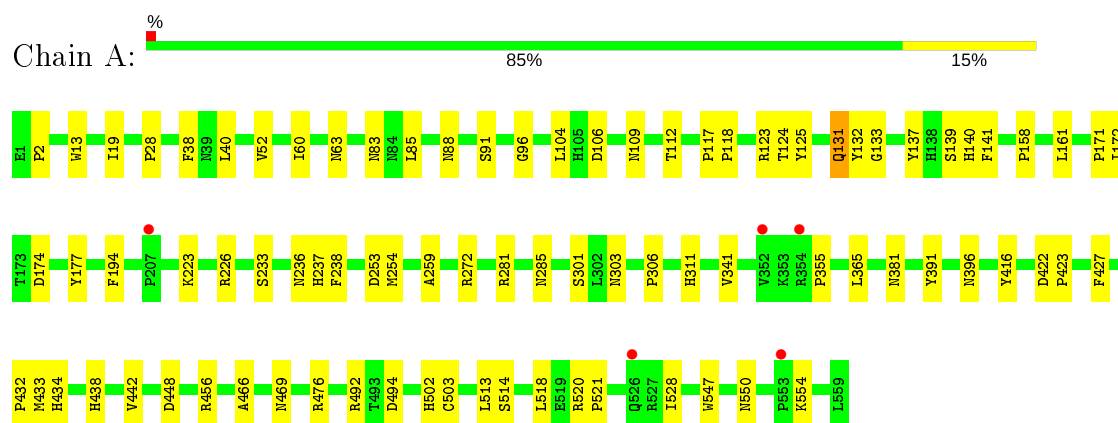 %
Chain A:
85% 15%
E1 P2 W13 I19 P28 F38 N39 L40 V52 I60 N63 N83 N84 L85 N88 S91 G96 L104 H105 D106 N109 T112 P117 P118 R123 T124 Y125 Q131 Y132 G133 Y137 H138 S139 H140 F141 P158 L161 P171 I172
T173 D174 Y177 F194 P207 K223 R226 S233 N236 H237 F238 D253 M254 A259 R272 R281 N285 S301 L302 N303 P306 H311 V341 V352 K353 R354 P355 L365 N381 Y391 N396 Y416 D422 P423 F427
P432 M433 H434 H438 V442 D448 R456 A466 N469 R476 R492 T493 D494 H502 C503 L513 S514 L518 E519 R520 P521 Q526 R527 I528 W547 N550 P553 K554 L559